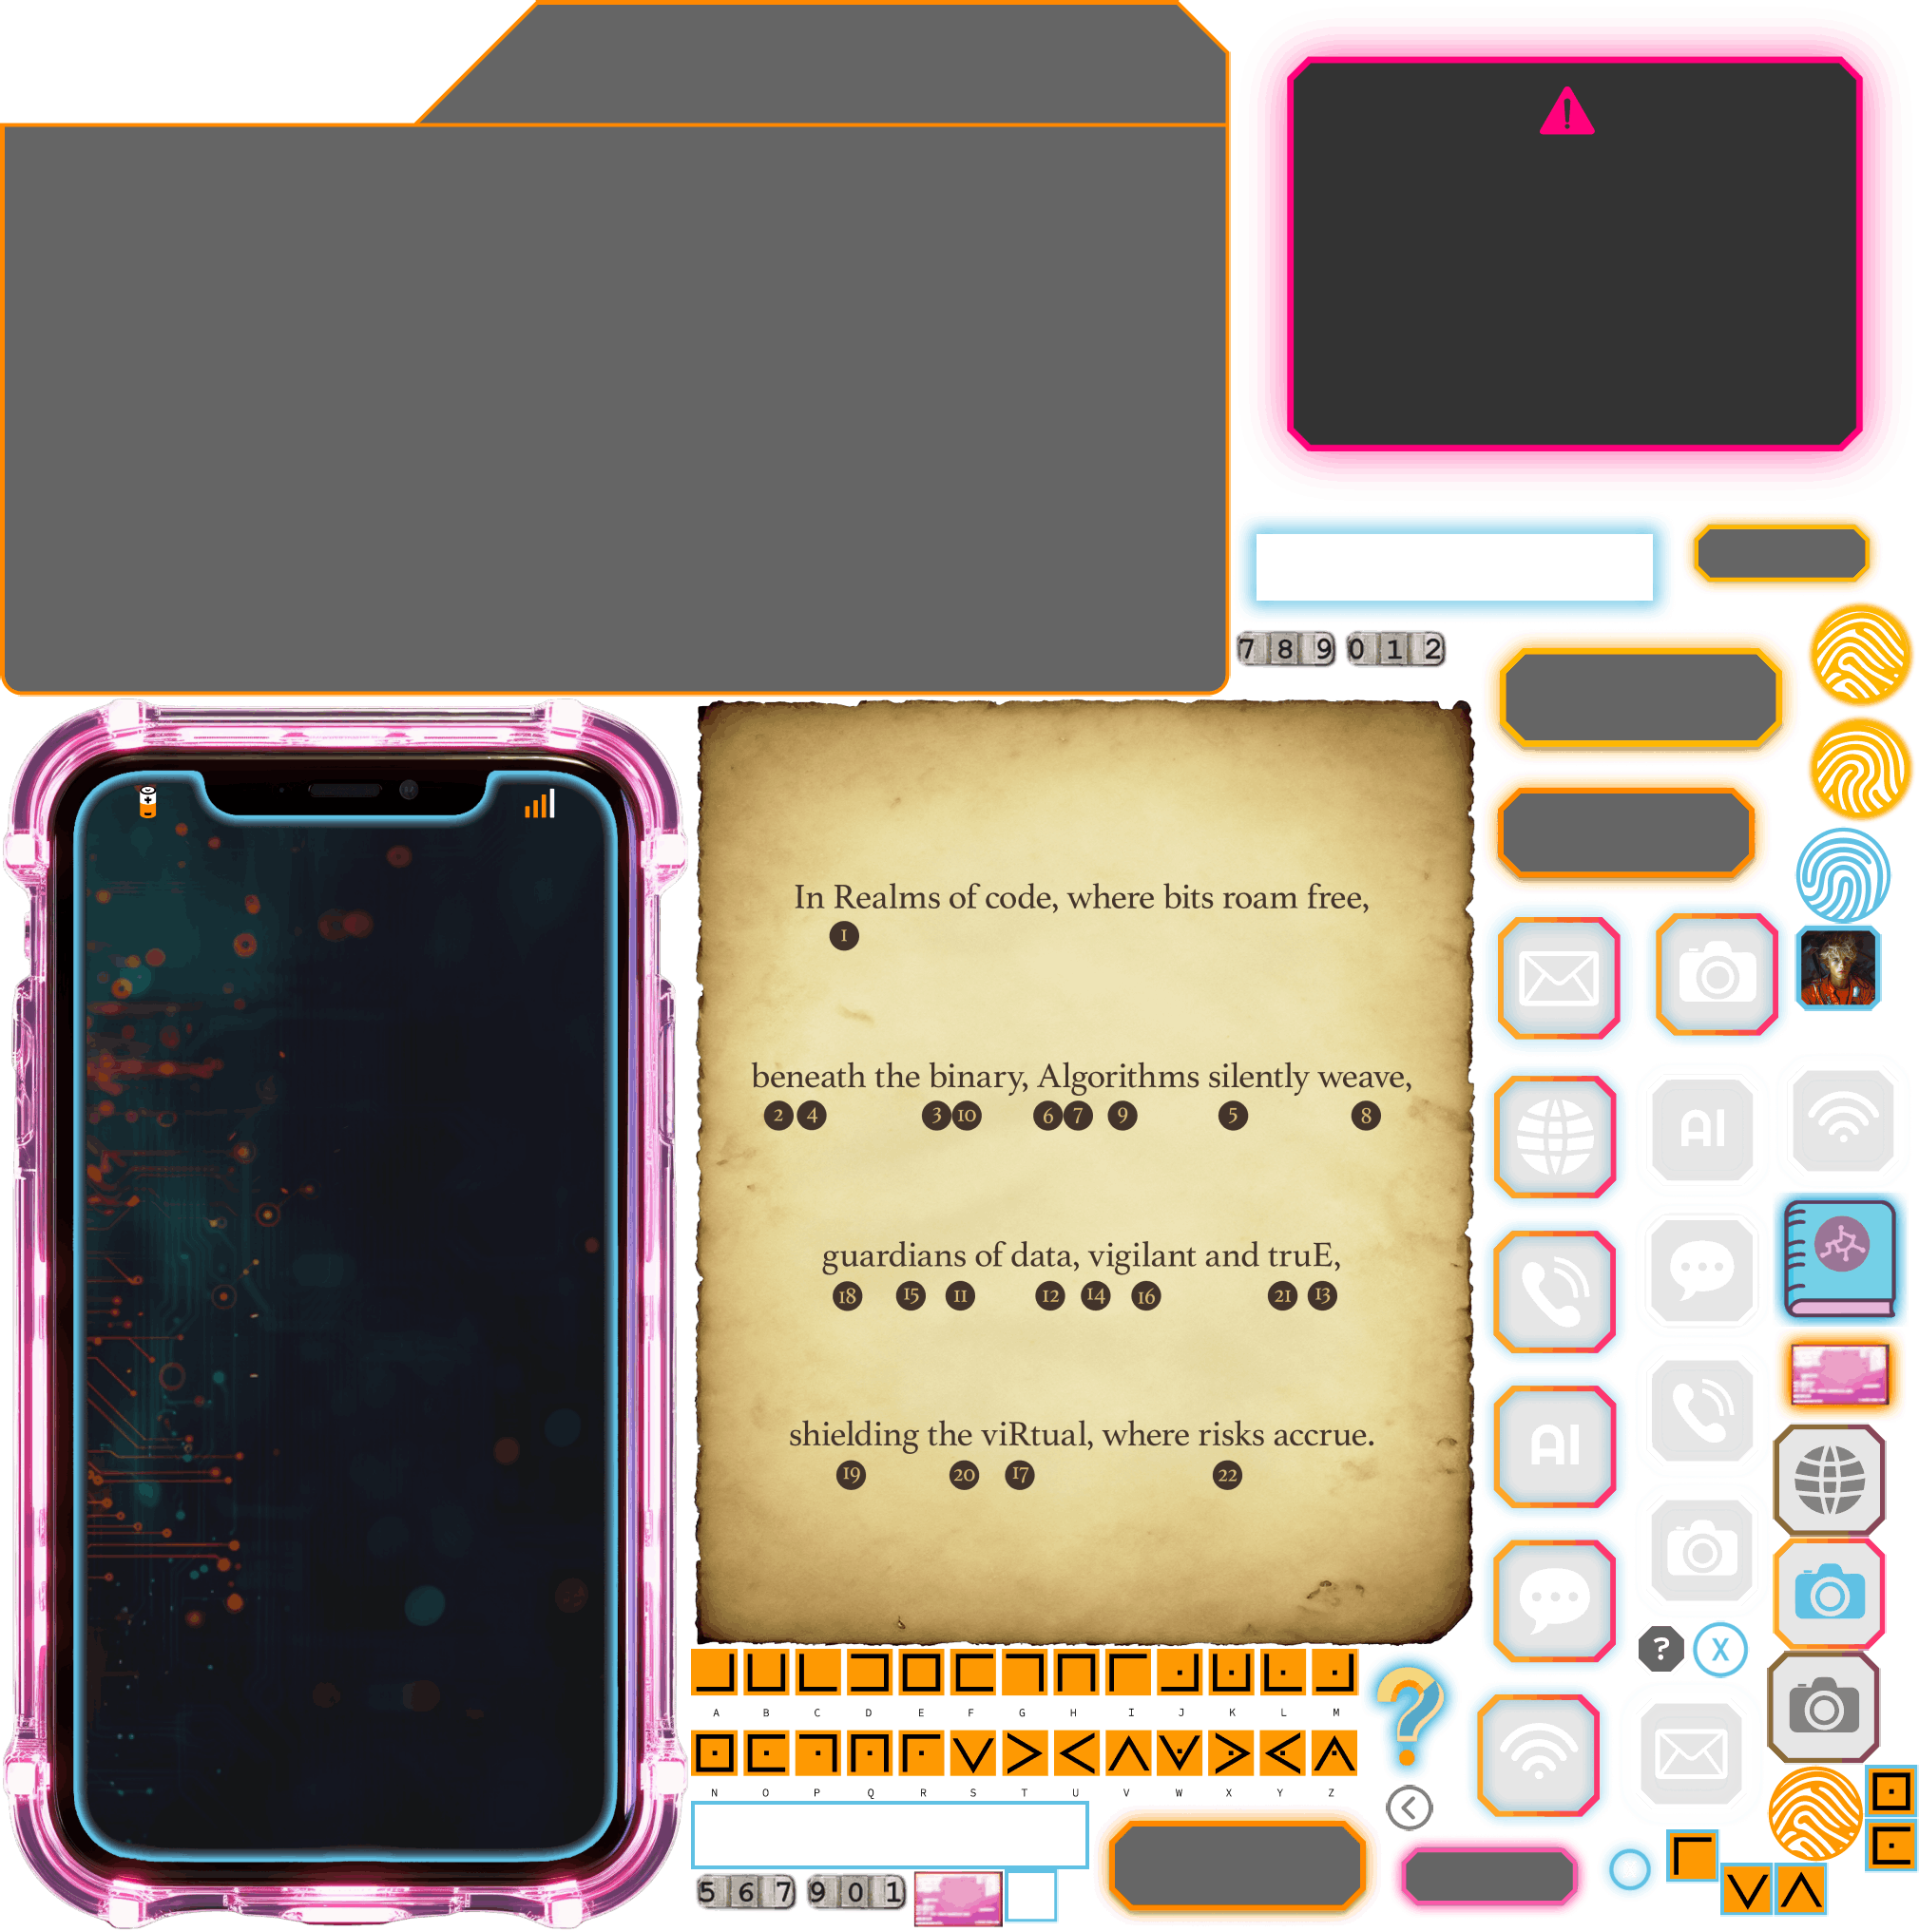 7 8 9 0 1 2
In Realms of code, where bits roam free,
1
beneath the binary, Algorithms silently weave,
2 4 3 10 6 7 9 5 8
guardians of data, vigilant and truE,
18 15 11 12 14 16 21 13
shielding the viRtual, where risks accrue.
19 20 17 22
AI
AI
? X
A B C D E F G H I J K L M
?
N O P Q R S T U V W X Y Z
5 6 7 9 0 1